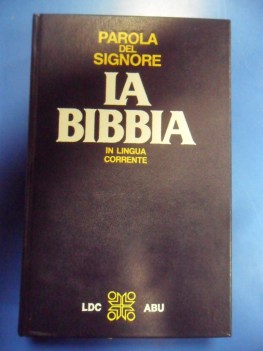 PAROLA
DEL
SIGNORE
LA
BIBBIA
IN LINGUA
CORRENTE
LDC ABU